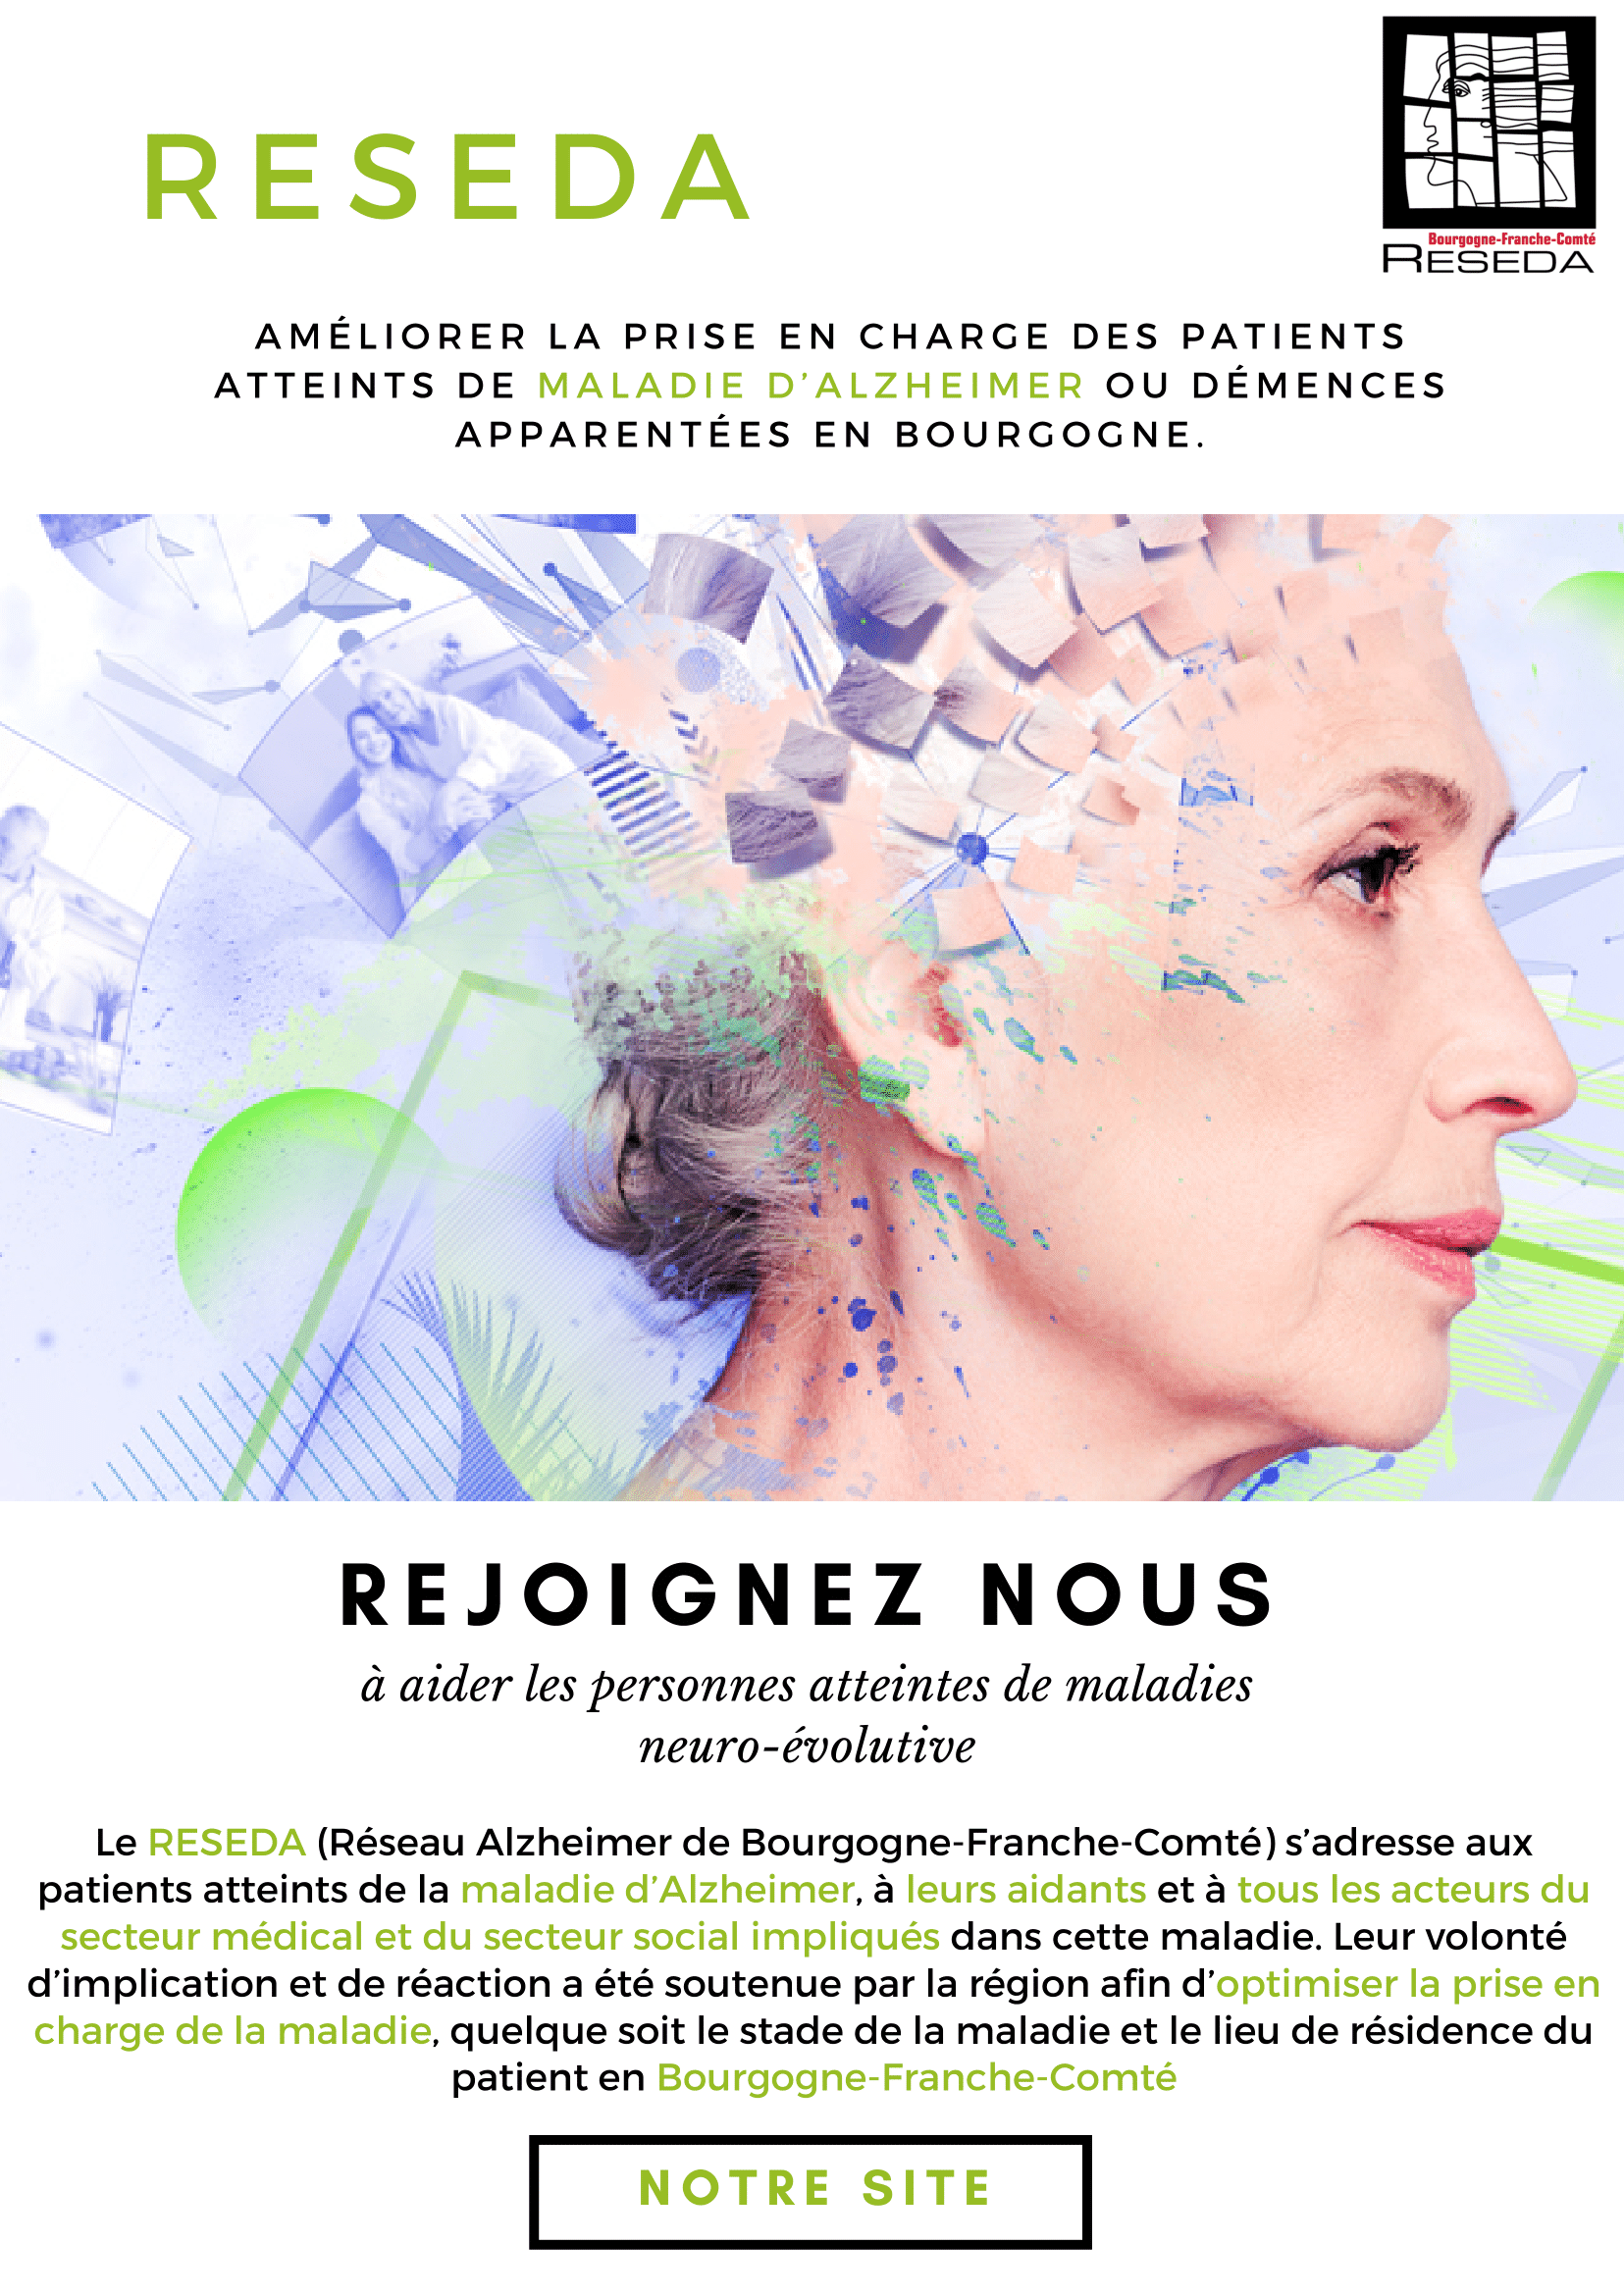 RESEDA
Bourgogne-Franche-Comté
RESEDA
AMÉLIORER LA PRISE EN CHARGE DES PATIENTS
ATTEINTS DE MALADIE D'ALZHEIMER OU DÉMENCES
APPARENTÉES EN BOURGOGNE.
REJOIGNEZ NOUS
à aider les personnes atteintes de maladies
neuro-évolutive
Le RESEDA (Réseau Alzheimer de Bourgogne-Franche-Comté) s'adresse aux
patients atteints de la maladie d'Alzheimer, à leurs aidants et à tous les acteurs du
secteur médical et du secteur social impliqués dans cette maladie. Leur volonté
d'implication et de réaction a été soutenue par la région afin d'optimiser la prise en
charge de la maladie, quelque soit le stade de la maladie et le lieu de résidence du
patient en Bourgogne-Franche-Comté
NOTRE SITE